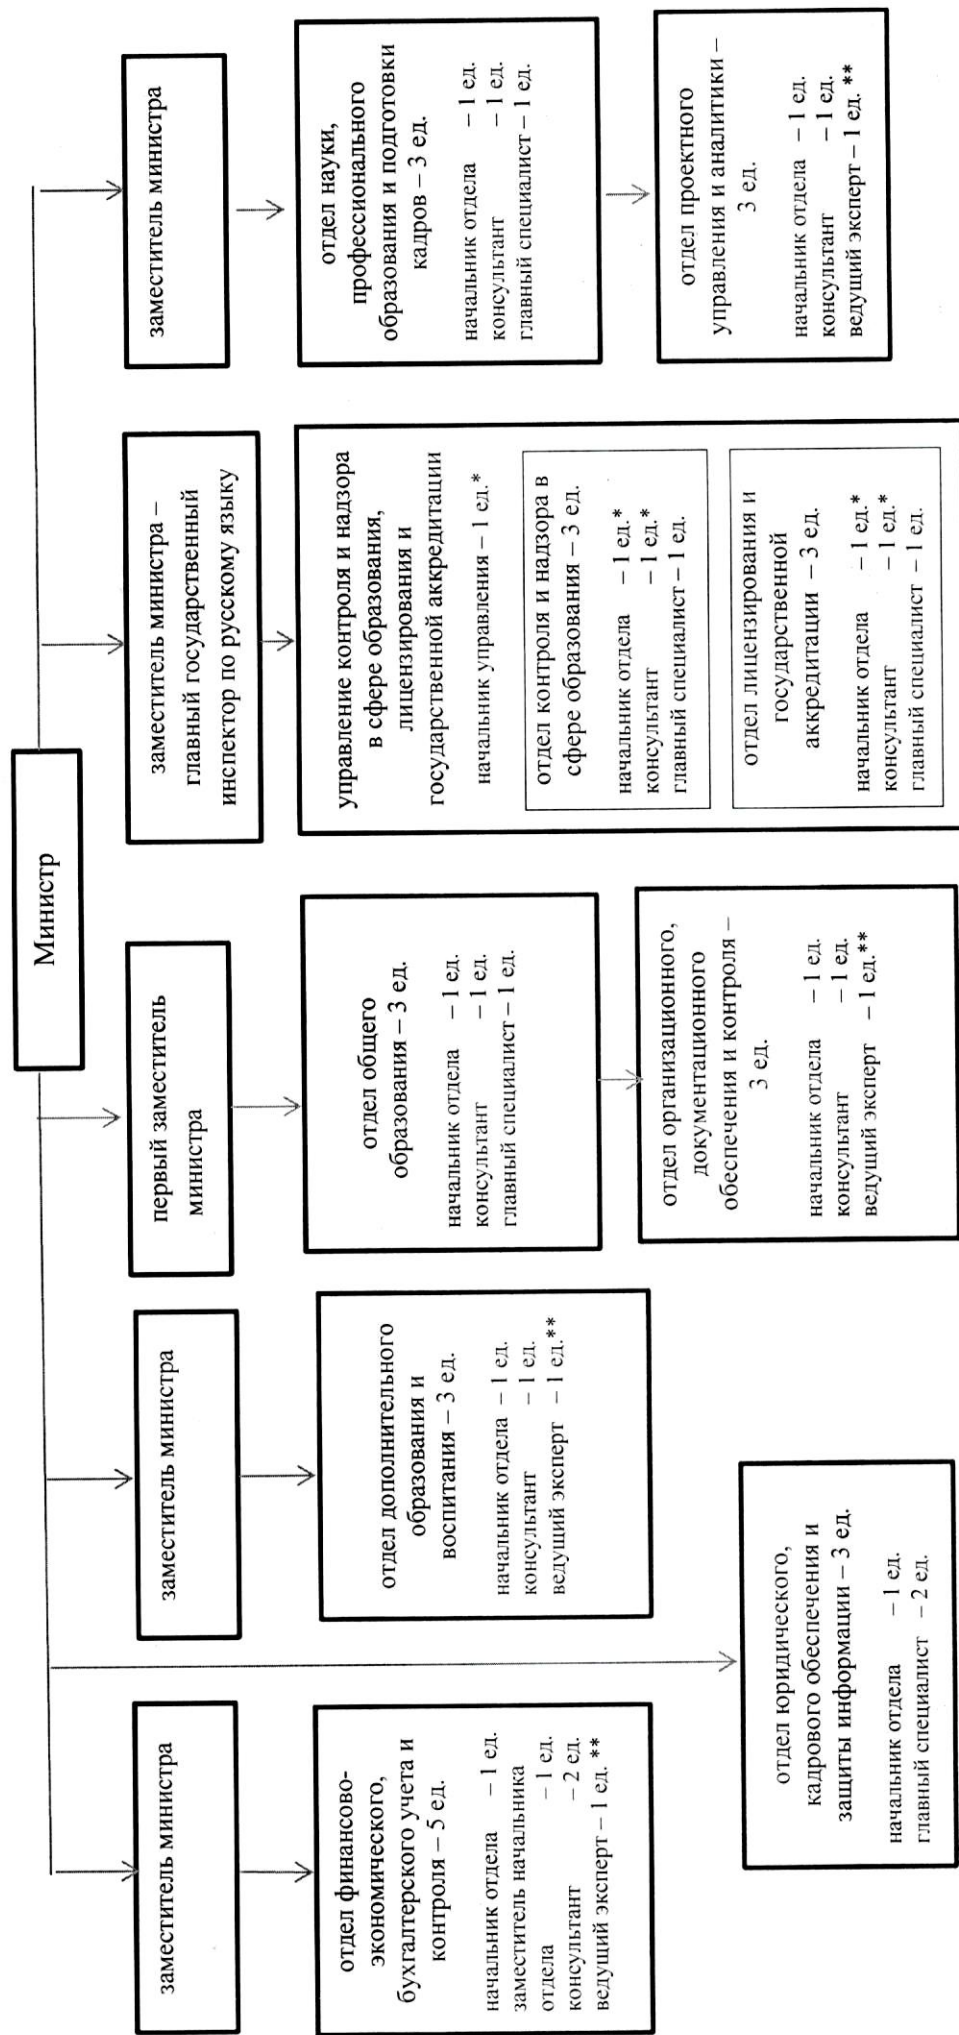 Министр
заместитель министра
отдел финансово-
экономического,
бухгалтерского учета и
контроля – 5 ед.
начальник отдела – 1 ед.
заместитель начальника
отдела – 1 ед.
консультант – 2 ед.
ведущий эксперт – 1 ед. **
отдел юридического,
кадрового обеспечения и
защиты информации – 3 ед.
начальник отдела – 1 ед.
главный специалист – 2 ед.
заместитель министра
отдел дополнительного
образования и
воспитания – 3 ед.
начальник отдела – 1 ед.
консультант – 1 ед.
ведущий эксперт – 1 ед.**
первый заместитель
министра
отдел общего
образования – 3 ед.
начальник отдела – 1 ед.
консультант – 1 ед.
главный специалист – 1 ед.
отдел организационного,
документационного
обеспечения и контроля –
3 ед.
начальник отдела – 1 ед.
консультант – 1 ед.
ведущий эксперт – 1 ед.**
заместитель министра –
главный государственный
инспектор по русскому языку
управление контроля и надзора
в сфере образования,
лицензирования и
государственной аккредитации
начальник управления – 1 ед.*
отдел контроля и надзора в
сфере образования – 3 ед.
начальник отдела – 1 ед.*
консультант – 1 ед.*
главный специалист – 1 ед.
отдел лицензирования и
государственной
аккредитации – 3 ед.
начальник отдела – 1 ед.*
консультант – 1 ед.*
главный специалист – 1 ед.
заместитель министра
отдел науки,
профессионального
образования и подготовки
кадров – 3 ед.
начальник отдела – 1 ед.
консультант – 1 ед.
главный специалист – 1 ед.
отдел проектного
управления и аналитики –
3 ед.
начальник отдела – 1 ед.
консультант – 1 ед.
ведущий эксперт – 1 ед. **